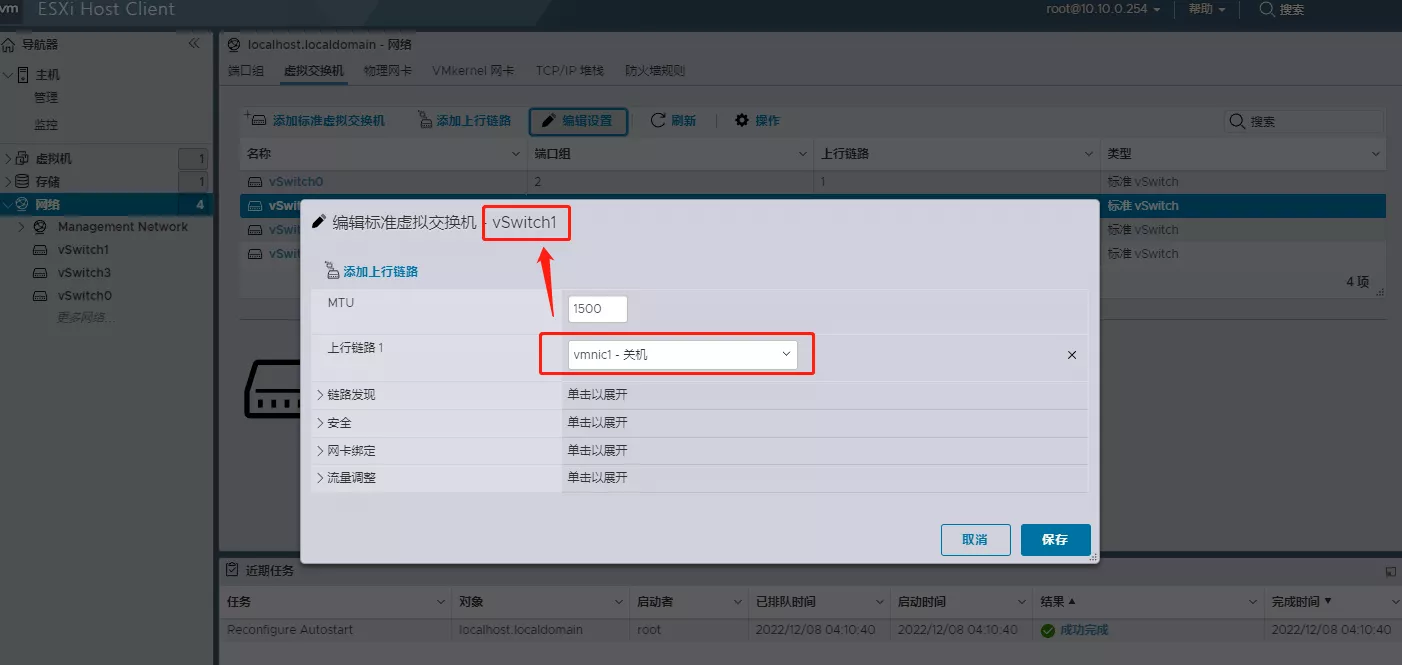 vm ESXi Host Client root@10.10.0.254 帮助 搜索
导航器
主机
管理
监控
虚拟机 1
存储 1
网络 4
Management Network
vSwitch1
vSwitch3
vSwitch0
更多网络...
localhost.localdomain - 网络
端口组 虚拟交换机 物理网卡 VMkernel 网卡 TCP/IP 堆栈 防火墙规则
添加标准虚拟交换机 添加上行链路 编辑设置 刷新 操作 搜索
名称 端口组 上行链路 类型
vSwitch0 2 1 标准 vSwitch
标准 vSwitch
标准 vSwitch
标准 vSwitch
4 项
编辑标准虚拟交换机 - vSwitch1
添加上行链路
MTU 1500
上行链路 1 vmnic1 - 关机
链路发现 单击以展开
安全 单击以展开
网卡绑定 单击以展开
流量调整 单击以展开
取消 保存
近期任务
任务 对象 启动者 已排队时间 启动时间 结果 完成时间
Reconfigure Autostart localhost.localdomain root 2022/12/08 04:10:40 2022/12/08 04:10:40 成功完成 2022/12/08 04:10:40